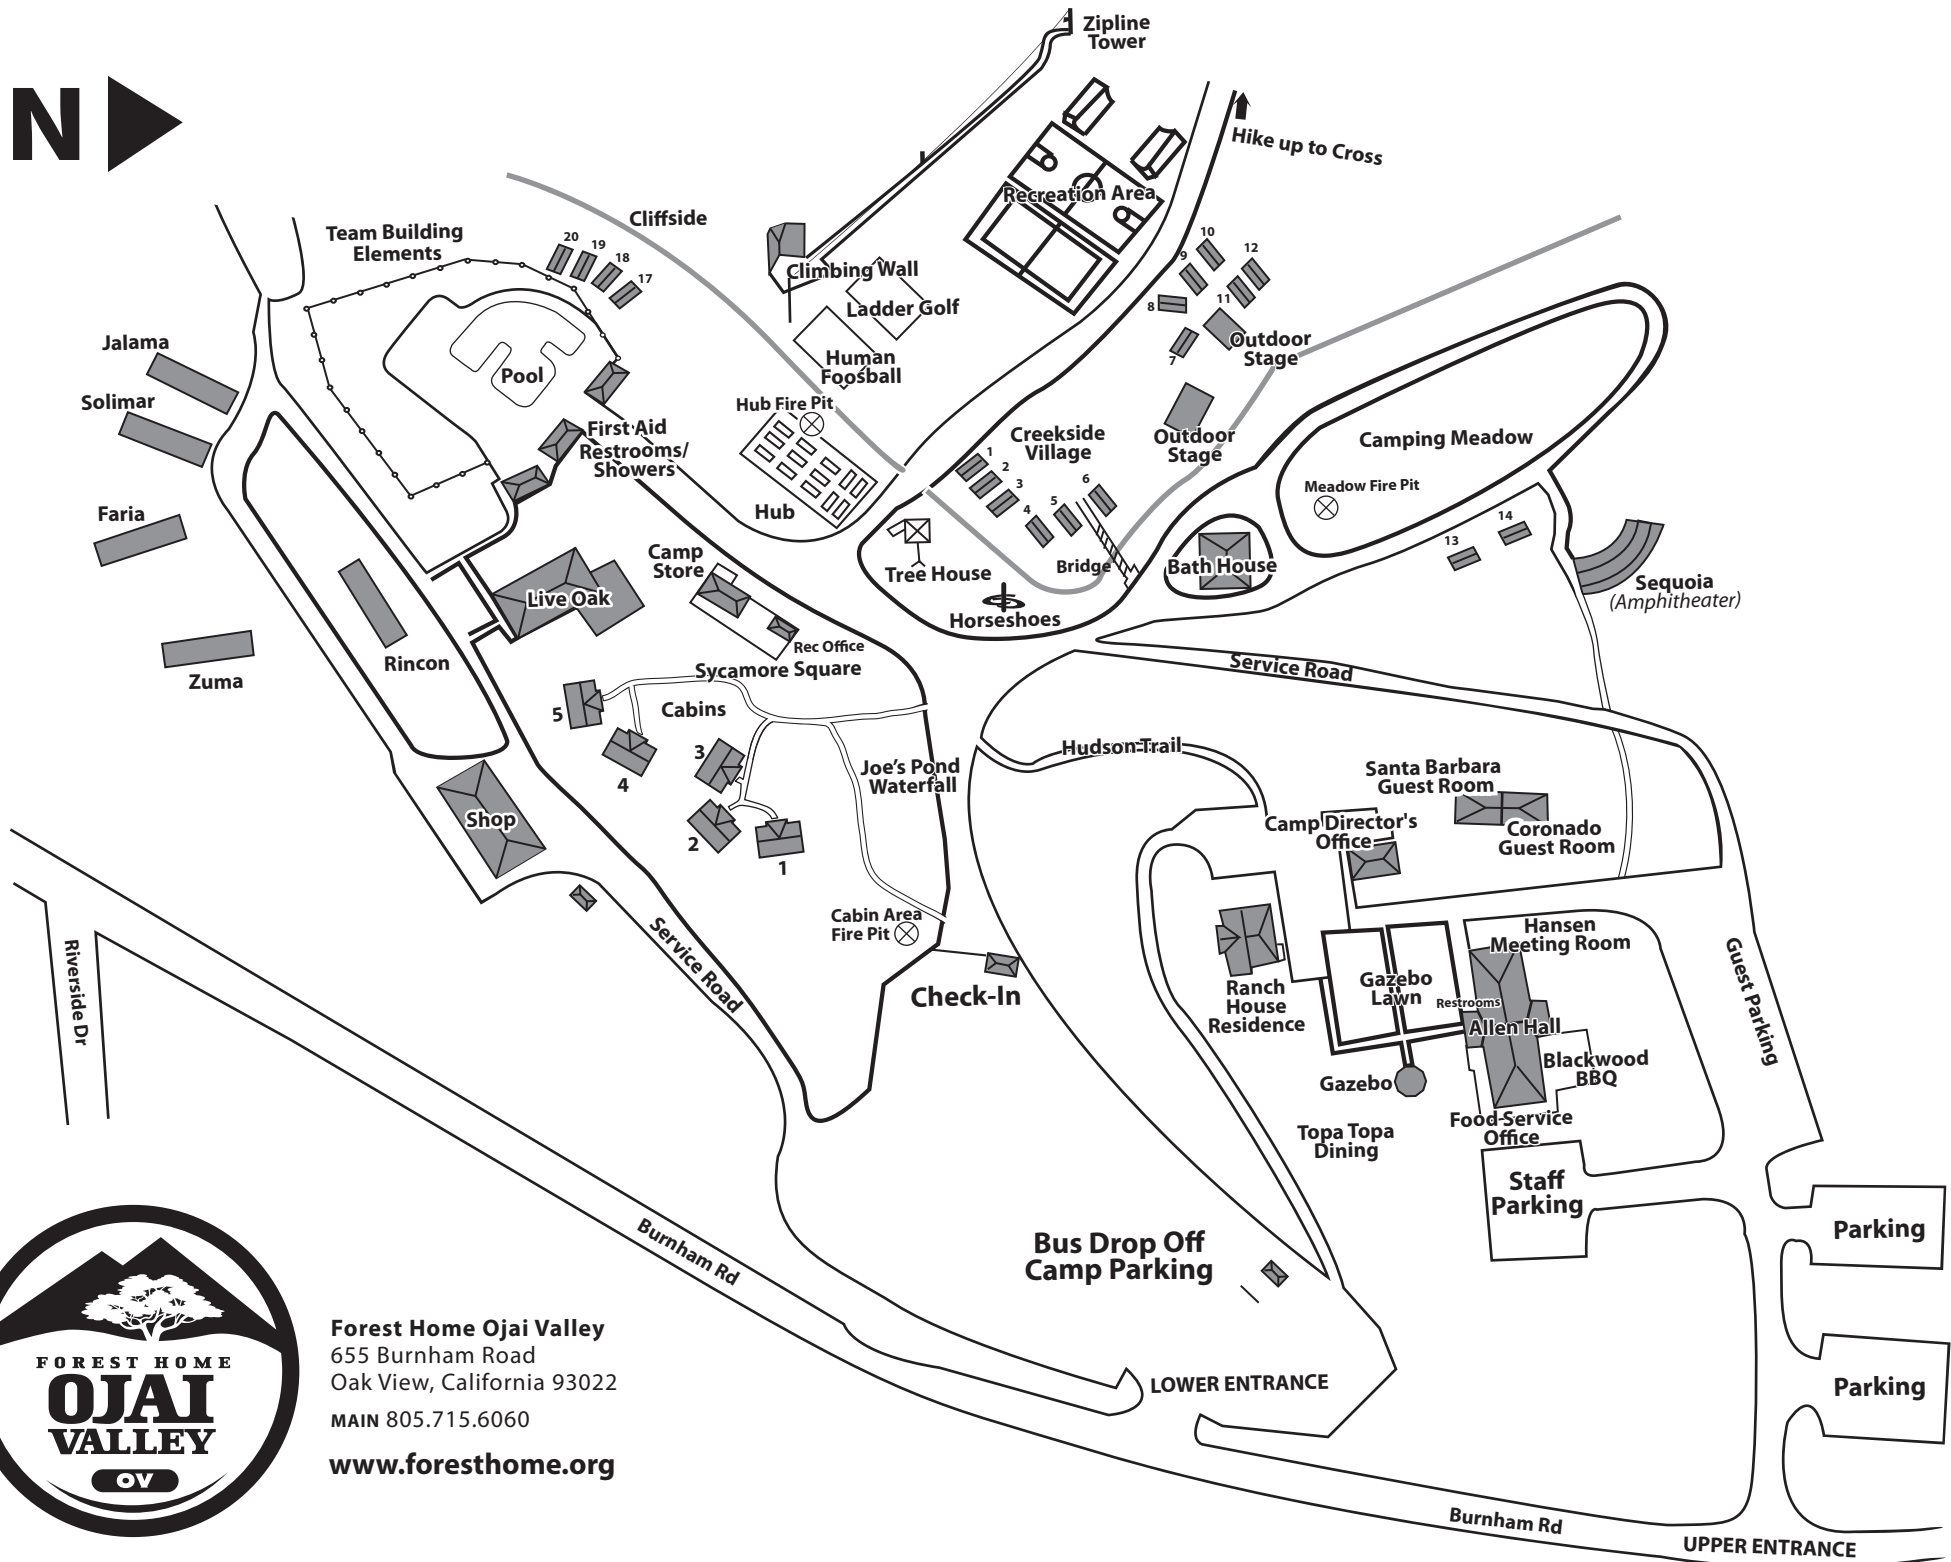 Zipline
Tower
N
Hike up to Cross
Recreation Area
Cliffside
Team Building
Elements
20
19
18
17
10
9
12
8
11
7
Climbing Wall
Ladder Golf
Outdoor
Stage
Jalama
Human
Foosball
Pool
Solimar
Hub Fire Pit
First Aid
Restrooms/
Showers
Creekside
Village
Outdoor
Stage
Camping Meadow
1
2
3
4
5
6
Meadow Fire Pit
Hub
Faria
13
14
Camp
Store
Tree House
Bridge
Bath House
Sequoia
(Amphitheater)
Live Oak
Horseshoes
Rec Office
Sycamore Square
Rincon
Zuma
Service Road
5
Cabins
4
3
2
1
Joe's Pond
Waterfall
Hudson Trail
Santa Barbara
Guest Room
Camp Director's
Office
Coronado
Guest Room
Shop
Cabin Area
Fire Pit
Service Road
Riverside Dr
Check-In
Hansen
Meeting Room
Guest Parking
Ranch
House
Residence
Gazebo
Lawn
Restrooms
Allen Hall
Blackwood
BBQ
Gazebo
Food Service
Office
Topa Topa
Dining
Staff
Parking
Parking
Burnham Rd
Bus Drop Off
Camp Parking
Parking
LOWER ENTRANCE
FOREST HOME
OJAI
VALLEY
OV
Forest Home Ojai Valley
655 Burnham Road
Oak View, California 93022
MAIN 805.715.6060
www.foresthome.org
Burnham Rd
UPPER ENTRANCE